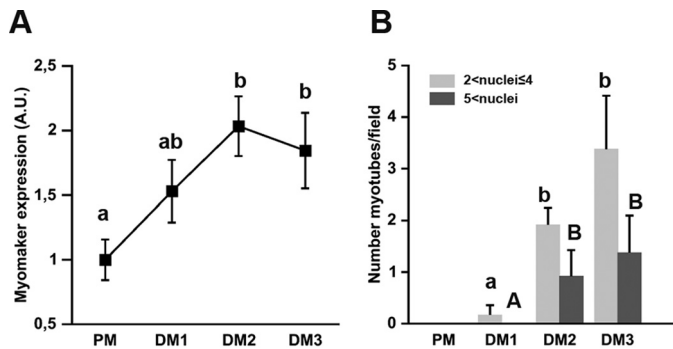 A
Myomaker expression (A.U.)
2,5
2
1,5
1
0,5
a
ab
b
b
PM DM1 DM2 DM3
B
Number myotubes/field
5
4
3
2
1
0
2<nuclei≤4
5<nuclei
a
A
b
B
b
B
PM DM1 DM2 DM3